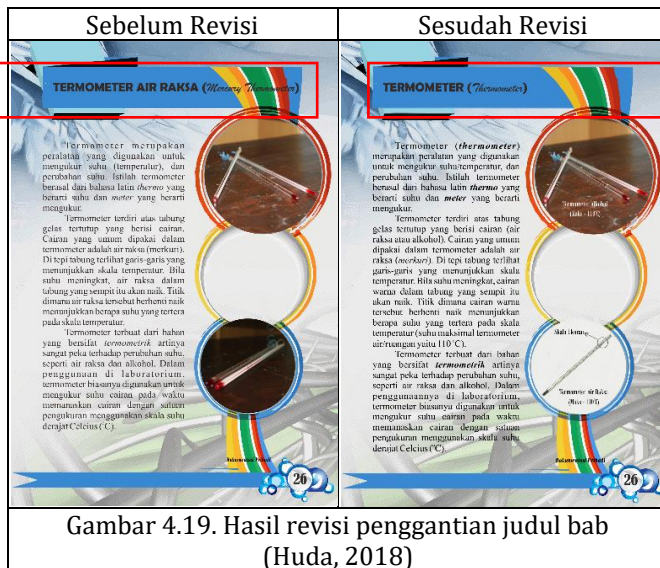 Sebelum Revisi
Sesudah Revisi
TERMOMETER AIR RAKSA (Mercury Thermometer)
Termometer merupakan
peralatan yang digunakan untuk
mengukur suhu (temperatur), dan
perubahan suhu. Istilah termometer
berasal dari bahasa latin thermo yang
berarti suhu dan meter yang berarti
mengukur.
Termometer terdiri atas tabung
gelas tertutup yang berisi cairan.
Cairan yang umum dipakai dalam
termometer adalah air raksa (merkuri).
Di tepi tabung terlihat garis-garis yang
menunjukkan skala temperatur. Bila
suhu meningkat, air raksa dalam
tabung yang sempit itu akan naik. Titik
dimana air raksa tersebut berhenti naik
menunjukkan berapa suhu yang tertera
pada skala temperatur.
Termometer terbuat dari bahan
yang bersifat termometrik artinya
sangat peka terhadap perubahan suhu,
seperti air raksa dan alkohol. Dalam
penggunaan di laboratorium,
termometer biasanya digunakan untuk
mengukur suhu cairan pada waktu
memanaskan cairan dengan satuan
pengukuran menggunakan skala suhu
derajat Celcius (°C).
26
TERMOMETER (Thermometer)
Termometer (thermometer)
merupakan peralatan yang digunakan
untuk mengukur suhu/temperatur, dan
perubahan suhu. Istilah termometer
berasal dari bahasa latin thermo yang
berarti suhu dan meter yang berarti
mengukur.
Termometer terdiri atas tabung
gelas tertutup yang berisi cairan (air
raksa atau alkohol). Cairan yang umum
dipakai dalam termometer adalah air
raksa (merkuri). Di tepi tabung terlihat
garis-garis yang menunjukkan skala
temperatur. Bila suhu meningkat, cairan
warna dalam tabung yang sempit itu
akan naik. Titik dimana cairan warna
tersebut berhenti naik menunjukkan
berapa suhu yang tertera pada skala
temperatur (suhu maksimal termometer
air/ruangan yaitu 110°C).
Termometer terbuat dari bahan
yang bersifat termometrik artinya
sangat peka terhadap perubahan suhu,
seperti air raksa dan alkohol. Dalam
penggunaannya di laboratorium,
termometer biasanya digunakan untuk
mengukur suhu cairan pada waktu
memanaskan cairan dengan satuan
pengukuran menggunakan skala suhu
derajat Celcius (°C).
26
Gambar 4.19. Hasil revisi penggantian judul bab
(Huda, 2018)